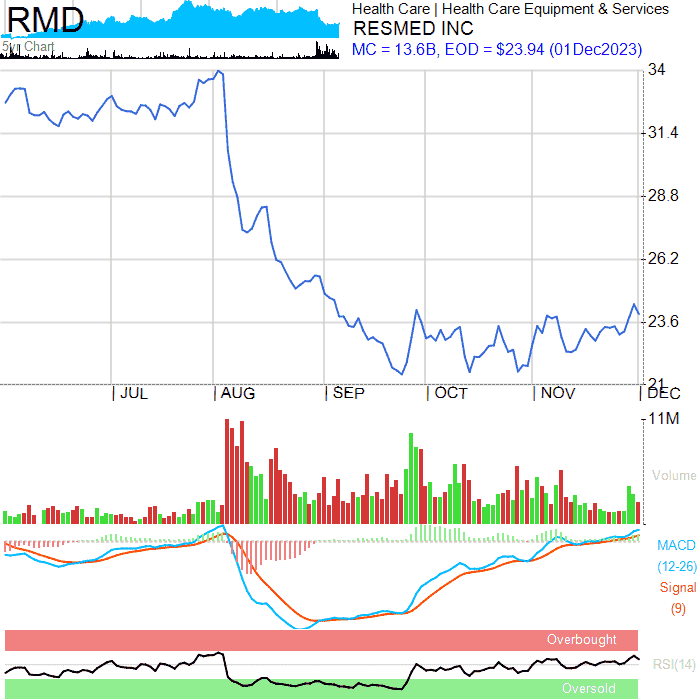 RMD
5yr Chart
Health Care | Health Care Equipment & Services
RESMED INC
MC = 13.6B, EOD = $23.94 (01Dec2023)
34
31.4
28.8
26.2
23.6
21
JUL
AUG
SEP
OCT
NOV
DEC
11M
Volume
MACD
(12-26)
Signal
(9)
Overbought
RSI(14)
Oversold